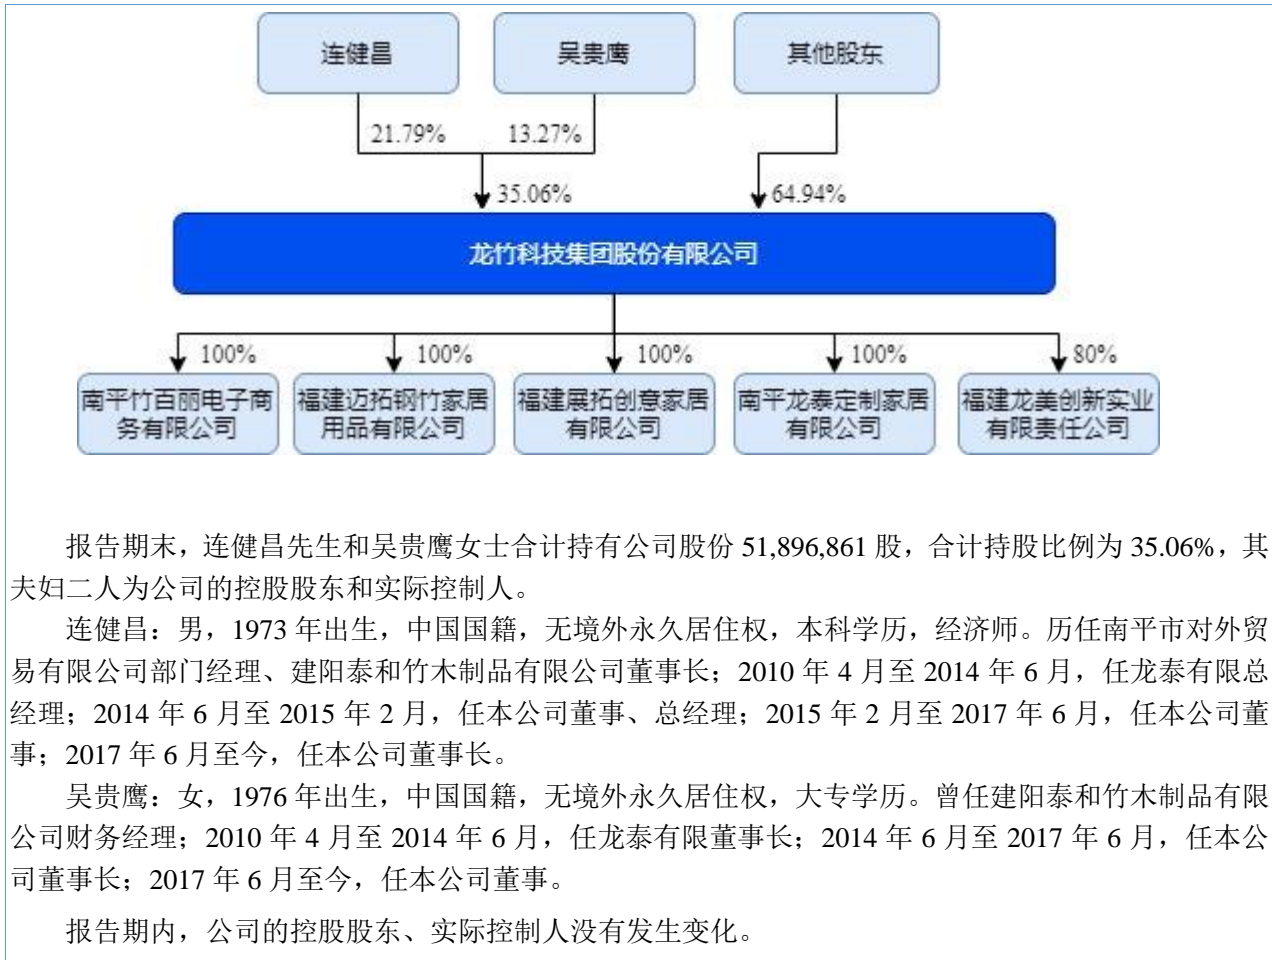 连健昌
吴贵鹰
其他股东
21.79%
13.27%
35.06%
64.94%
龙竹科技集团股份有限公司
100%
100%
100%
100%
80%
南平竹百丽电子商
务有限公司
福建迈拓钢竹家居
用品有限公司
福建展拓创意家居
有限公司
南平龙泰定制家居
有限公司
福建龙美创新实业
有限责任公司
报告期末，连健昌先生和吴贵鹰女士合计持有公司股份 51,896,861 股，合计持股比例为 35.06%，其
夫妇二人为公司的控股股东和实际控制人。
连健昌：男，1973 年出生，中国国籍，无境外永久居住权，本科学历，经济师。历任南平市对外贸
易有限公司部门经理、建阳泰和竹木制品有限公司董事长；2010 年 4 月至 2014 年 6 月，任龙泰有限总
经理；2014 年 6 月至 2015 年 2 月，任本公司董事、总经理；2015 年 2 月至 2017 年 6 月，任本公司董
事；2017 年 6 月至今，任本公司董事长。
吴贵鹰：女，1976 年出生，中国国籍，无境外永久居住权，大专学历。曾任建阳泰和竹木制品有限
公司财务经理；2010 年 4 月至 2014 年 6 月，任龙泰有限董事长；2014 年 6 月至 2017 年 6 月，任本公
司董事长；2017 年 6 月至今，任本公司董事。
报告期内，公司的控股股东、实际控制人没有发生变化。